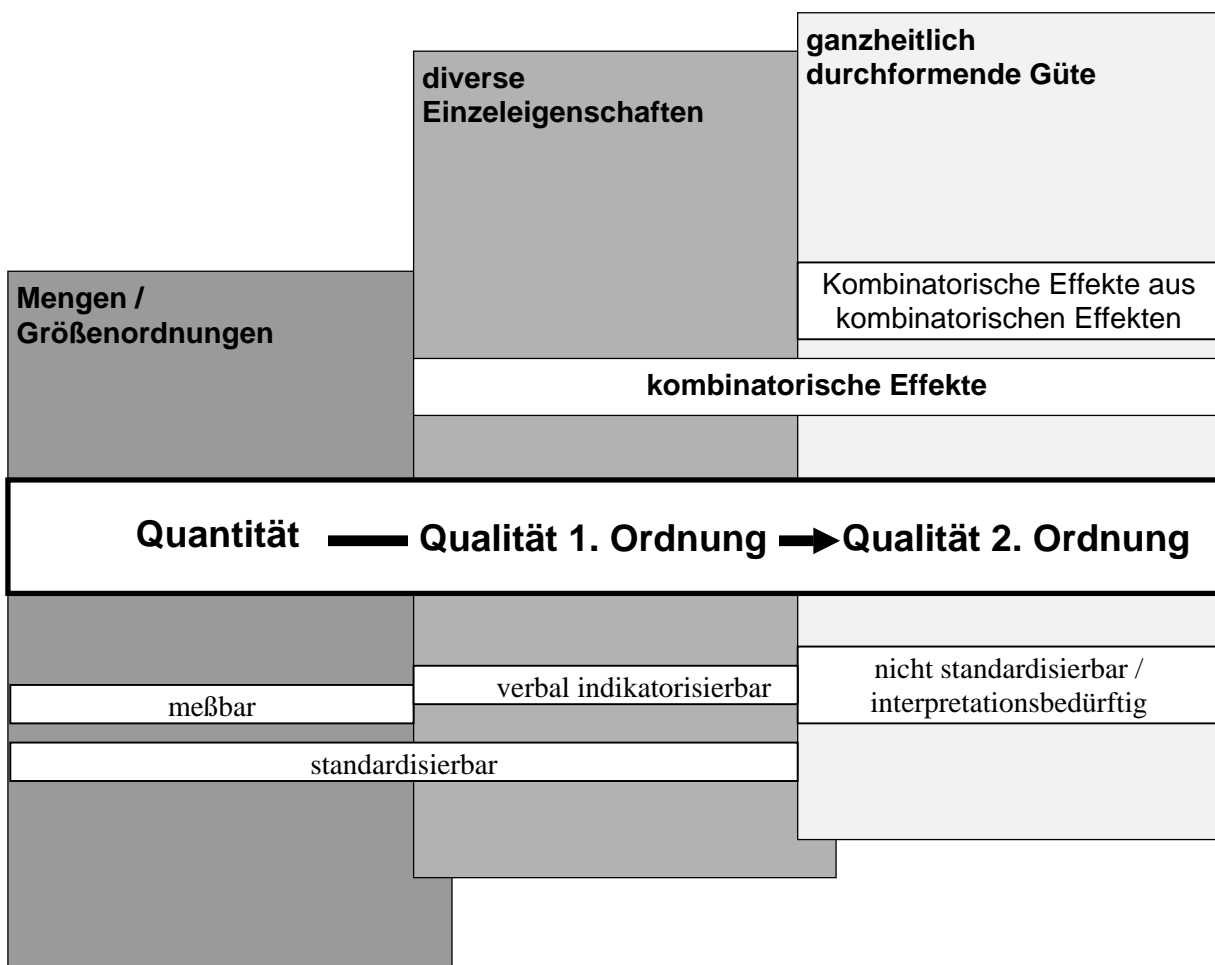 ganzheitlich
durchformende Güte
diverse
Einzeleigenschaften
Mengen /
Größenordnungen
Kombinatorische Effekte aus
kombinatorischen Effekten
kombinatorische Effekte
Quantität Qualität 1. Ordnung Qualität 2. Ordnung
nicht standardisierbar /
interpretationsbedürftig
verbal indikatorisierbar
meßbar
standardisierbar